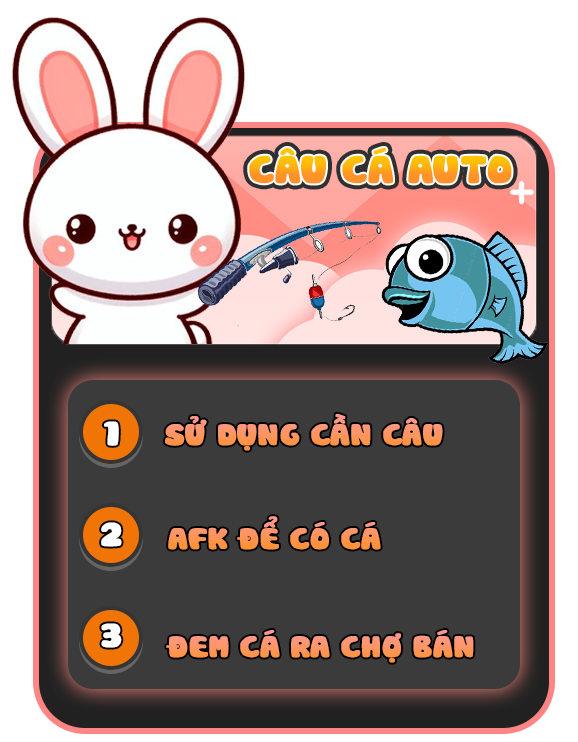 CÂU CÁ AUTO
1 SỬ DỤNG CẦN CÂU
2 AFK ĐỂ CÓ CÁ
3 ĐEM CÁ RA CHỢ BÁN